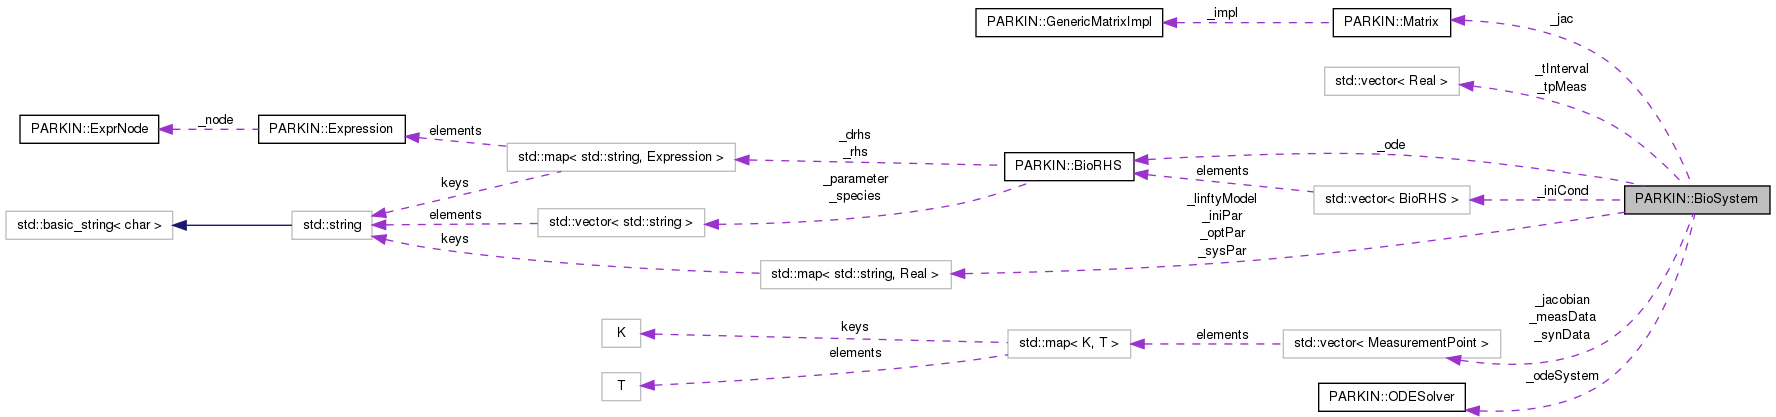 PARKIN::GenericMatrixImpl
_impl
PARKIN::Matrix
_jac
std::vector< Real >
_tInterval
_tpMeas
PARKIN::ExprNode
_node
PARKIN::Expression
elements
std::map< std::string, Expression >
_drhs
_rhs
PARKIN::BioRHS
_ode
elements
keys
_parameter
_species
std::vector< BioRHS >
_iniCond
PARKIN::BioSystem
std::basic_string< char >
std::string
elements
std::vector< std::string >
keys
_linftyModel
_iniPar
_optPar
_sysPar
std::map< std::string, Real >
K
keys
elements
std::map< K, T >
elements
std::vector< MeasurementPoint >
_jacobian
_measData
_synData
T
_odeSystem
PARKIN::ODESolver